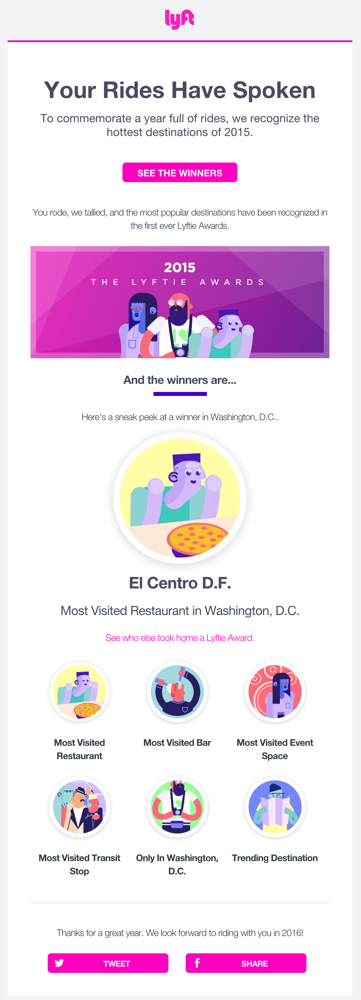 lyft
Your Rides Have Spoken
To commemorate a year full of rides, we recognize the
hottest destinations of 2015.
SEE THE WINNERS
You rode, we tallied, and the most popular destinations have been recognized in
the first ever Lyftie Awards.
2015
THE LYFTIE AWARDS
I
And the winners are...
Here's a sneak peek at a winner in Washington, D.C..
El Centro D.F.
Most Visited Restaurant in Washington, D.C.
See who else took home a Lyftie Award.
Most Visited
Restaurant
Most Visited Bar
Most Visited Event
Space
Most Visited Transit
Stop
Only In Washington,
D.C.
Trending Destination
Thanks for a great year. We look forward to riding with you in 2016!
TWEET
SHARE